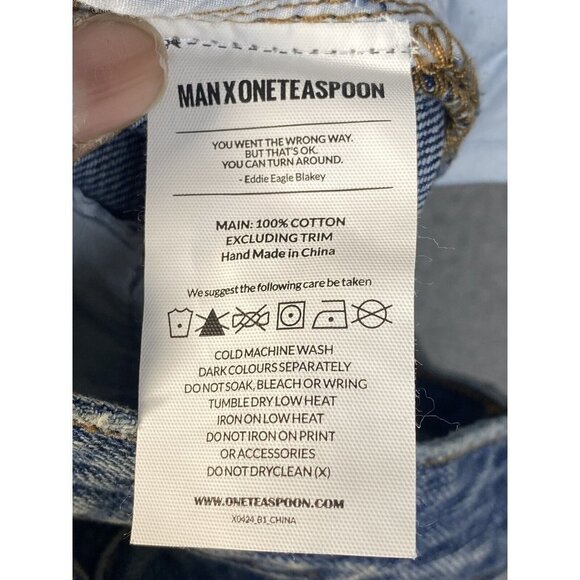 MANXONETEASPOON
YOU WENT THE WRONG WAY.
BUT THAT'S OK.
YOU CAN TURN AROUND.
- Eddie Eagle Blakey
MAIN: 100% COTTON
EXCLUDING TRIM
Hand Made in China
We suggest the following care be taken
COLD MACHINE WASH
DARK COLOURS SEPARATELY
DO NOT SOAK, BLEACH OR WRING
TUMBLE DRY LOW HEAT
IRON ON LOW HEAT
DO NOT IRON ON PRINT
OR ACCESSORIES
DO NOT DRYCLEAN (X)
WWW.ONETEASPOON.COM
X0424_B1_CHINA